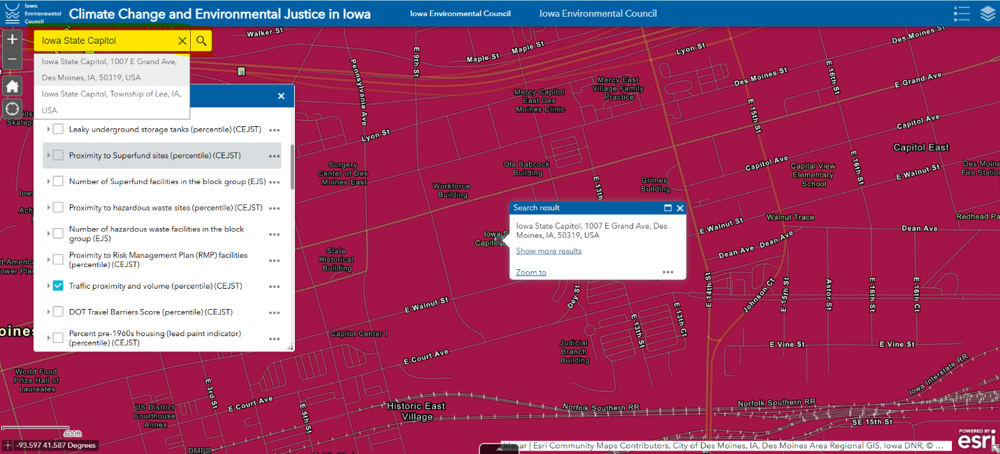 Iowa
Environmental
Council
Climate Change and Environmental Justice in Iowa
Iowa Environmental Council
Iowa Environmental Council
Iowa State Capitol
Iowa State Capitol, 1007 E Grand Ave,
Des Moines, IA, 50319, USA
Iowa State Capitol, Township of Lee, IA,
USA
Leaky underground storage tanks (percentile) (CEJST)
Proximity to Superfund sites (percentile) (CEJST)
Number of Superfund facilities in the block group (EJS)
Proximity to hazardous waste sites (percentile) (CEJST)
Number of hazardous waste facilities in the block
group (EJS)
Proximity to Risk Management Plan (RMP) facilities
(percentile) (CEJST)
Traffic proximity and volume (percentile) (CEJST)
DOT Travel Barriers Score (percentile) (CEJST)
Percent pre-1960s housing (lead paint indicator)
(percentile) (CEJST)
Walker St
E 9th St
Maple St
Maple St
Lyon St
Des Moines St
Pennsylvania Ave
Mercy Capitol
East Des
Moines Clinic
Mercy East
Village Family
Practice
Des Moines St
E 16th St
E Grand Ave
E 15th St
Lyon St
Capitol Ave
Capitol East
Surgery
Center of Des
Moines East
Ola Babcock
Building
Workforce
Building
E 13th
Grimes
Building
Capitol Ave
Capital View
Elementary
School
E 16th St
E Walnut St
Des Moine
Fire Station
Search result
Iowa State Capitol, 1007 E Grand Ave, Des
Moines, IA, 50319, USA
Show more results
Zoom to
Iowa S
Capitol
E Walnut St
Walnut Trace
Redhead Pa
Dean Ave
Dean Ave
Dean Ave
State
Historical
Building
E 14th St
Johnson Ct
E 15th St
Astor St
E 16th St
E 16th Ct
Dey St
E Walnut St
E 13th St
E 13th Ct
Capitol Center I
Judicial
Branch
Building
E Vine St
E Vine St
E Court Ave
World Food
Prize Hall of
Laureates
E 3rd St
E Court Ave
US District
Courthouse
Annex
E 5th St
Historic East
Village
Norfolk Southern RR
Norfolk Southern RR
Iowa Interstate RR
SE 15th St
600ft
-93.597 41.587 Degrees
DMPD
Maxar | Esri Community Maps Contributors, City of Des Moines, IA, Des Moines Area Regional GIS, Iowa DNR, © ...
POWERED BY
esri